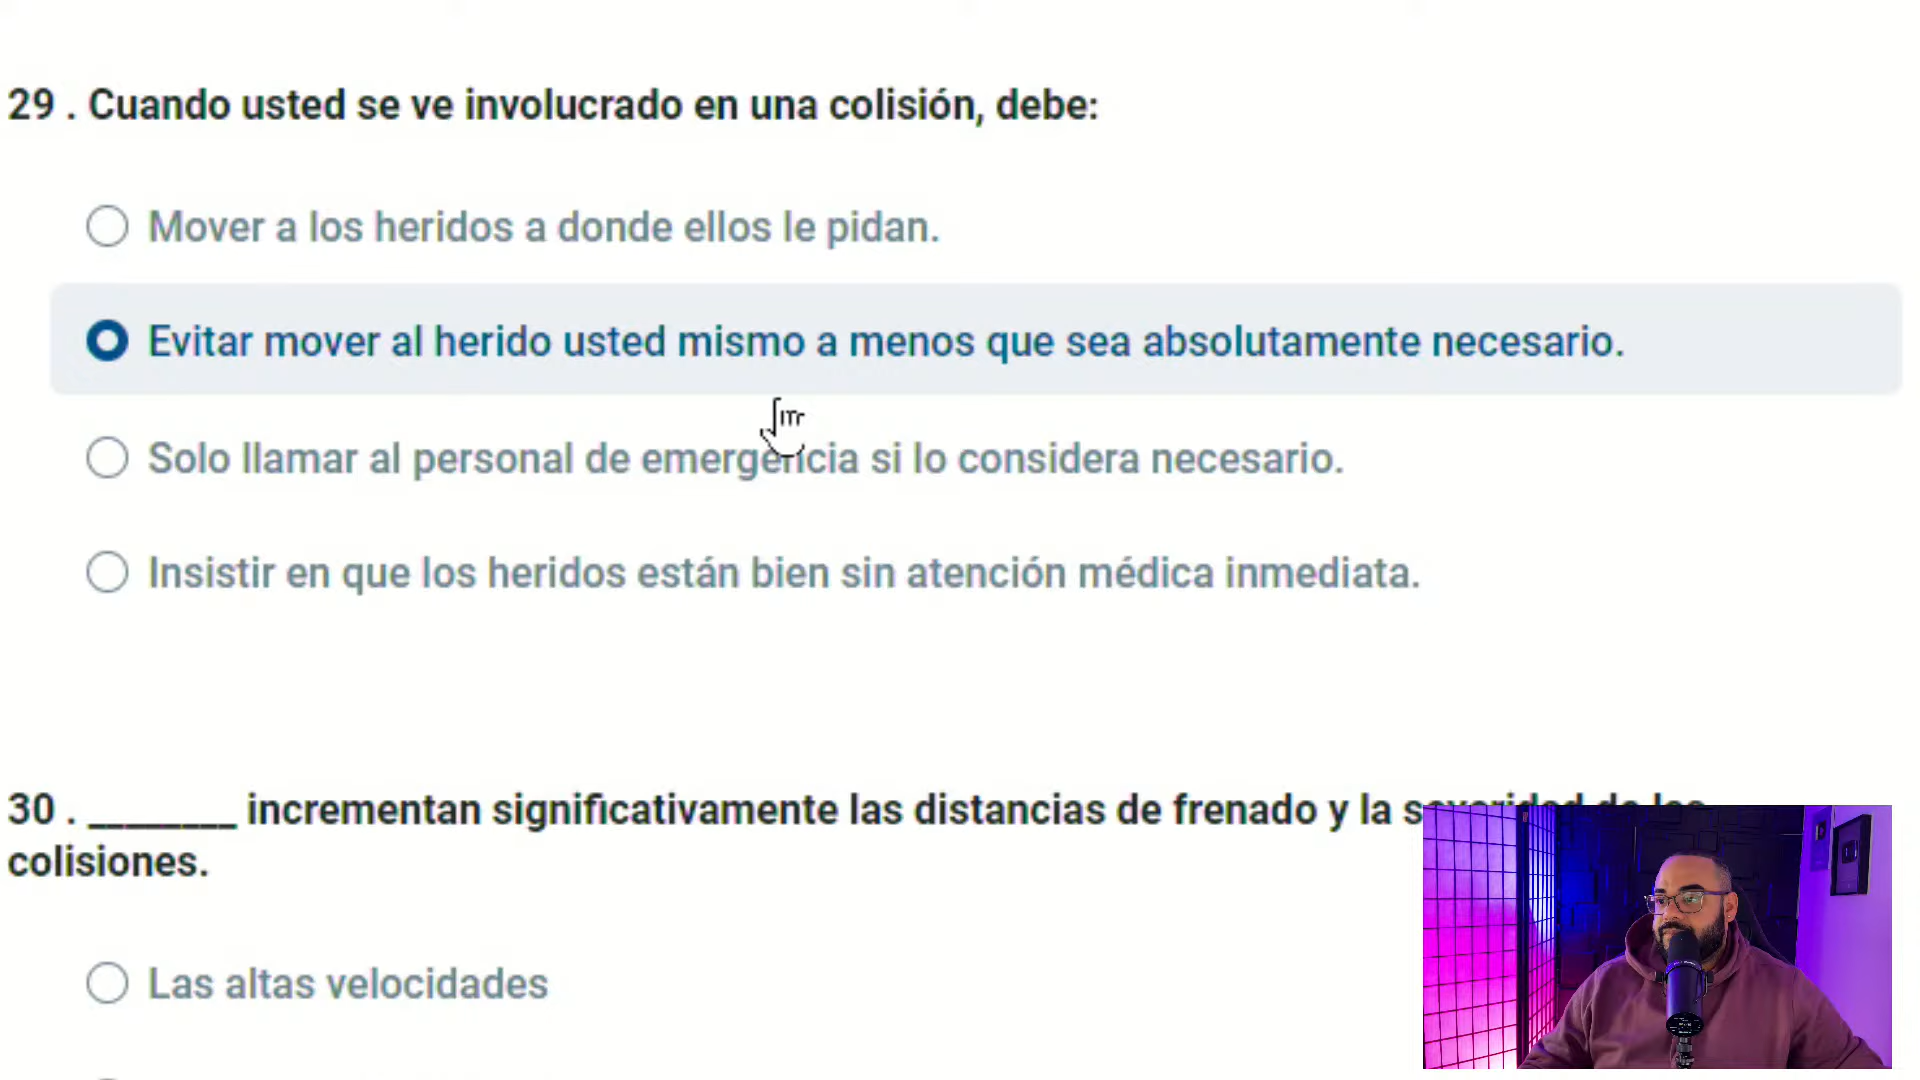 29 . Cuando usted se ve involucrado en una colisión, debe:
Mover a los heridos a donde ellos le pidan.
Evitar mover al herido usted mismo a menos que sea absolutamente necesario.
Solo llamar al personal de emergencia si lo considera necesario.
Insistir en que los heridos están bien sin atención médica inmediata.
30 . ________ incrementan significativamente las distancias de frenado y la severidad de las
colisiones.
Las altas velocidades